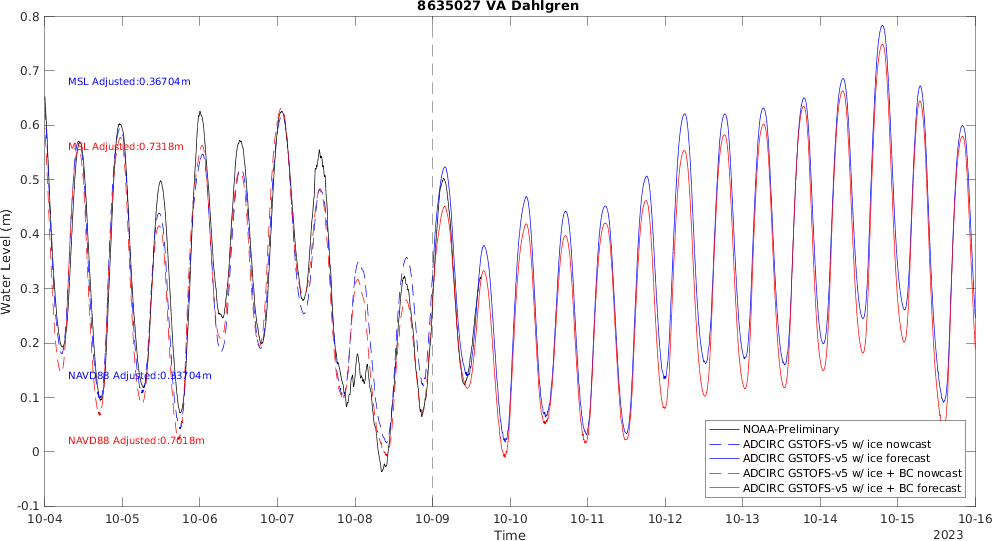 8635027 VA Dahlgren
0.8
0.7
0.6
0.5
0.4
0.3
0.2
0.1
0
-0.1
Water Level (m)
MSL Adjusted:0.36704m
MSL Adjusted:0.7318m
NAVD88 Adjusted:0.33704m
NAVD88 Adjusted:0.7018m
NOAA-Preliminary
ADCIRC GSTOFS-v5 w/ ice nowcast
ADCIRC GSTOFS-v5 w/ ice forecast
ADCIRC GSTOFS-v5 w/ ice + BC nowcast
ADCIRC GSTOFS-v5 w/ ice + BC forecast
10-04 10-05 10-06 10-07 10-08 10-09 10-10 10-11 10-12 10-13 10-14 10-15 10-16
Time
2023